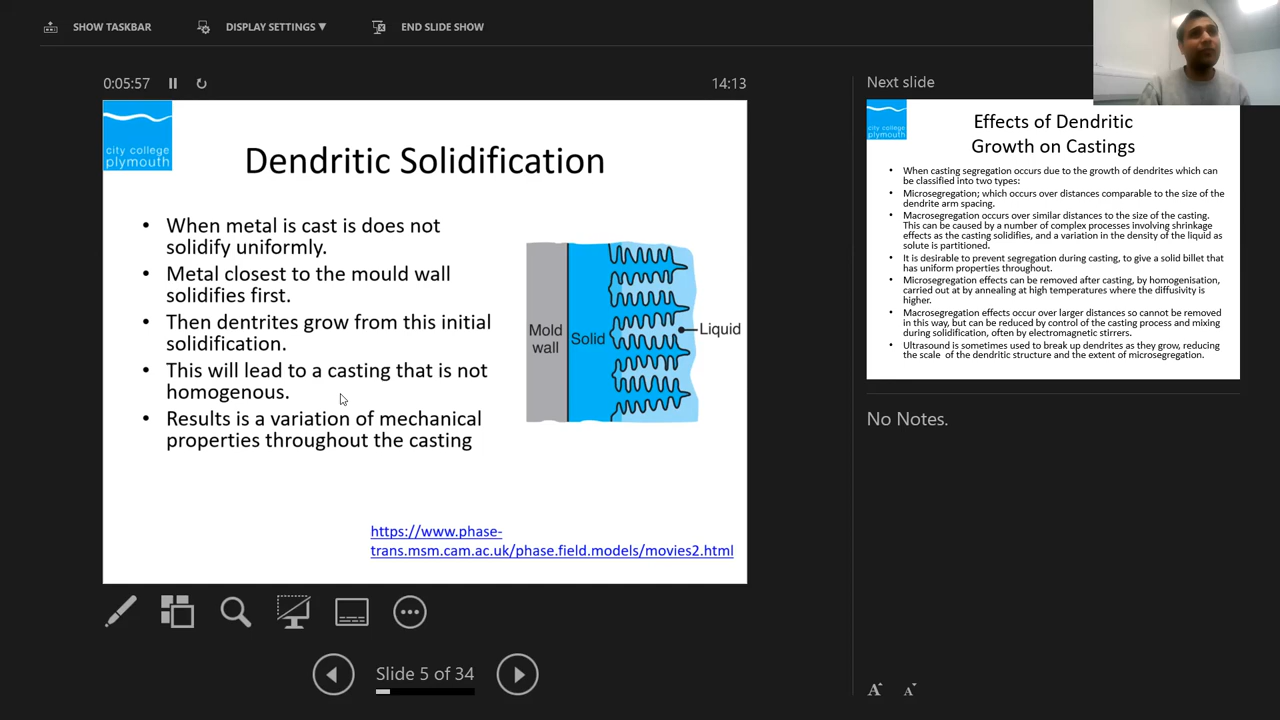 SHOW TASKBAR
DISPLAY SETTINGS ▼
END SLIDE SHOW
0:05:57
14:13
city college
plymouth
Dendritic Solidification
• When metal is cast is does not
solidify uniformly.
• Metal closest to the mould wall
solidifies first.
• Then dentrites grow from this initial
solidification.
• This will lead to a casting that is not
homogenous.
• Results is a variation of mechanical
properties throughout the casting
Mold
wall
Solid
Liquid
https://www.phase-
trans.msm.cam.ac.uk/phase.field.models/movies2.html
Slide 5 of 34
Next slide
city college
plymouth
Effects of Dendritic
Growth on Castings
• When casting segregation occurs due to the growth of dendrites which can
be classified into two types:
• Microsegregation; which occurs over distances comparable to the size of the
dendrite arm spacing.
• Macrosegregation occurs over similar distances to the size of the casting.
This can be caused by a number of complex processes involving shrinkage
effects as the casting solidifies, and a variation in the density of the liquid as
solute is partitioned.
• It is desirable to prevent segregation during casting, to give a solid billet that
has uniform properties throughout.
• Microsegregation effects can be removed after casting, by homogenisation,
carried out at by annealing at high temperatures where the diffusivity is
higher.
• Macrosegregation effects occur over larger distances so cannot be removed
in this way, but can be reduced by control of the casting process and mixing
during solidification, often by electromagnetic stirrers.
• Ultrasound is sometimes used to break up dendrites as they grow, reducing
the scale of the dendritic structure and the extent of microsegregation.
No Notes.
A A